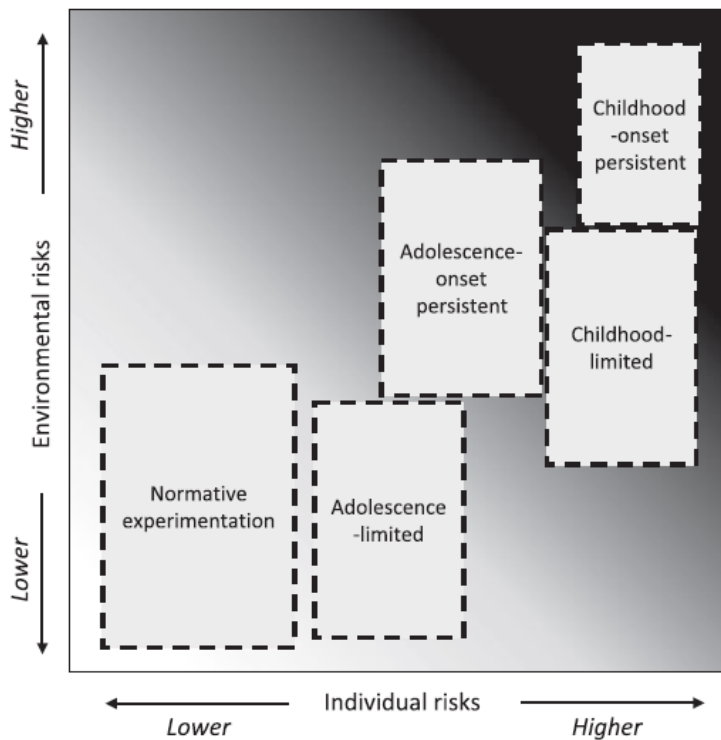 Higher
Environmental risks
Lower
Childhood
-onset
persistent
Adolescence-
onset
persistent
Childhood-
limited
Normative
experimentation
Adolescence
-limited
Individual risks
Lower
Higher